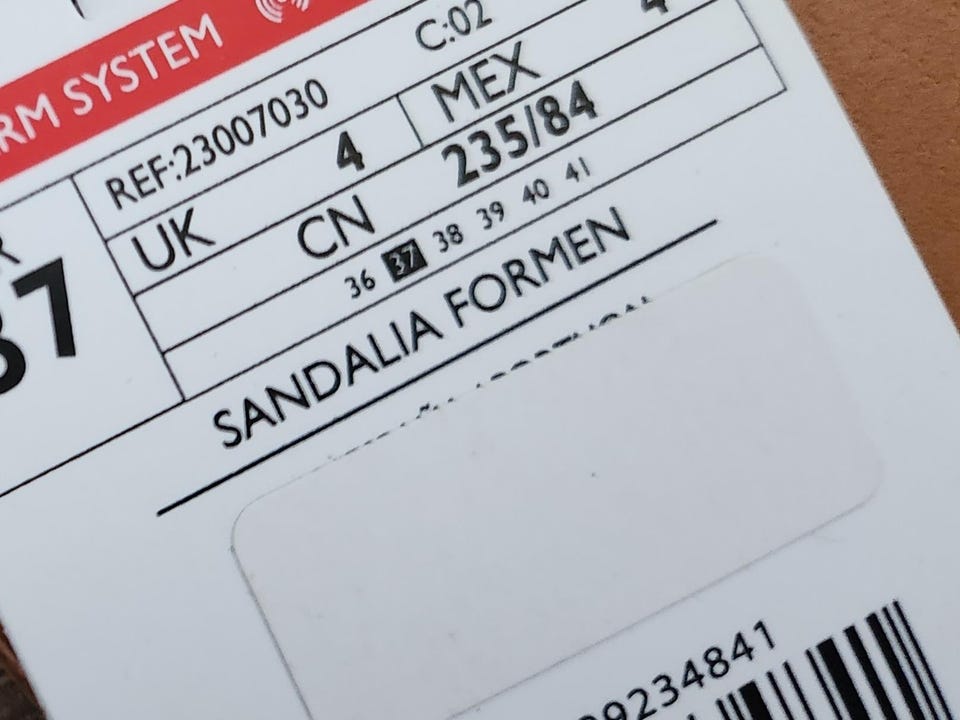 RM SYSTEM
REF:23007030 C:02
UK 4 MEX 4
CN 235/84
37
36 37 38 39 40 41
SANDALIA FORMEN
9234841